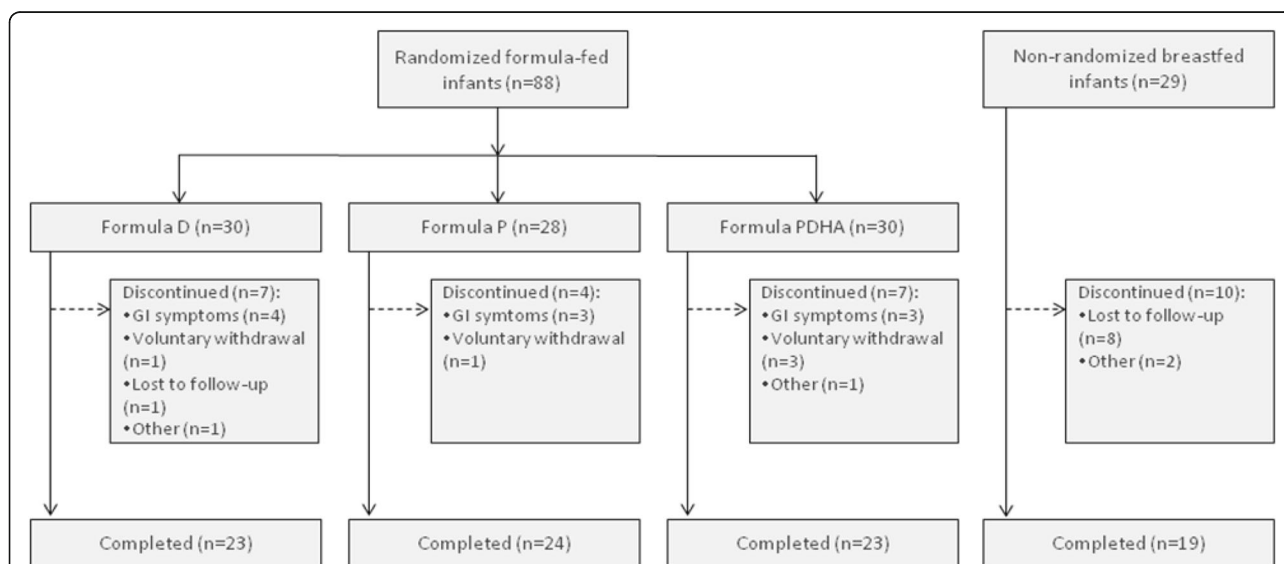 Randomized formula-fed
infants (n=88)
Non-randomized breastfed
infants (n=29)
Formula D (n=30)
Formula P (n=28)
Formula PDHA (n=30)
Discontinued (n=7):
•GI symptoms (n=4)
•Voluntary withdrawal
(n=1)
•Lost to follow-up
(n=1)
•Other (n=1)
Discontinued (n=4):
•GI symtoms (n=3)
•Voluntary withdrawal
(n=1)
Discontinued (n=7):
•GI symptoms (n=3)
•Voluntary withdrawal
(n=3)
•Other (n=1)
Discontinued (n=10):
•Lost to follow-up
(n=8)
•Other (n=2)
Completed (n=23)
Completed (n=24)
Completed (n=23)
Completed (n=19)